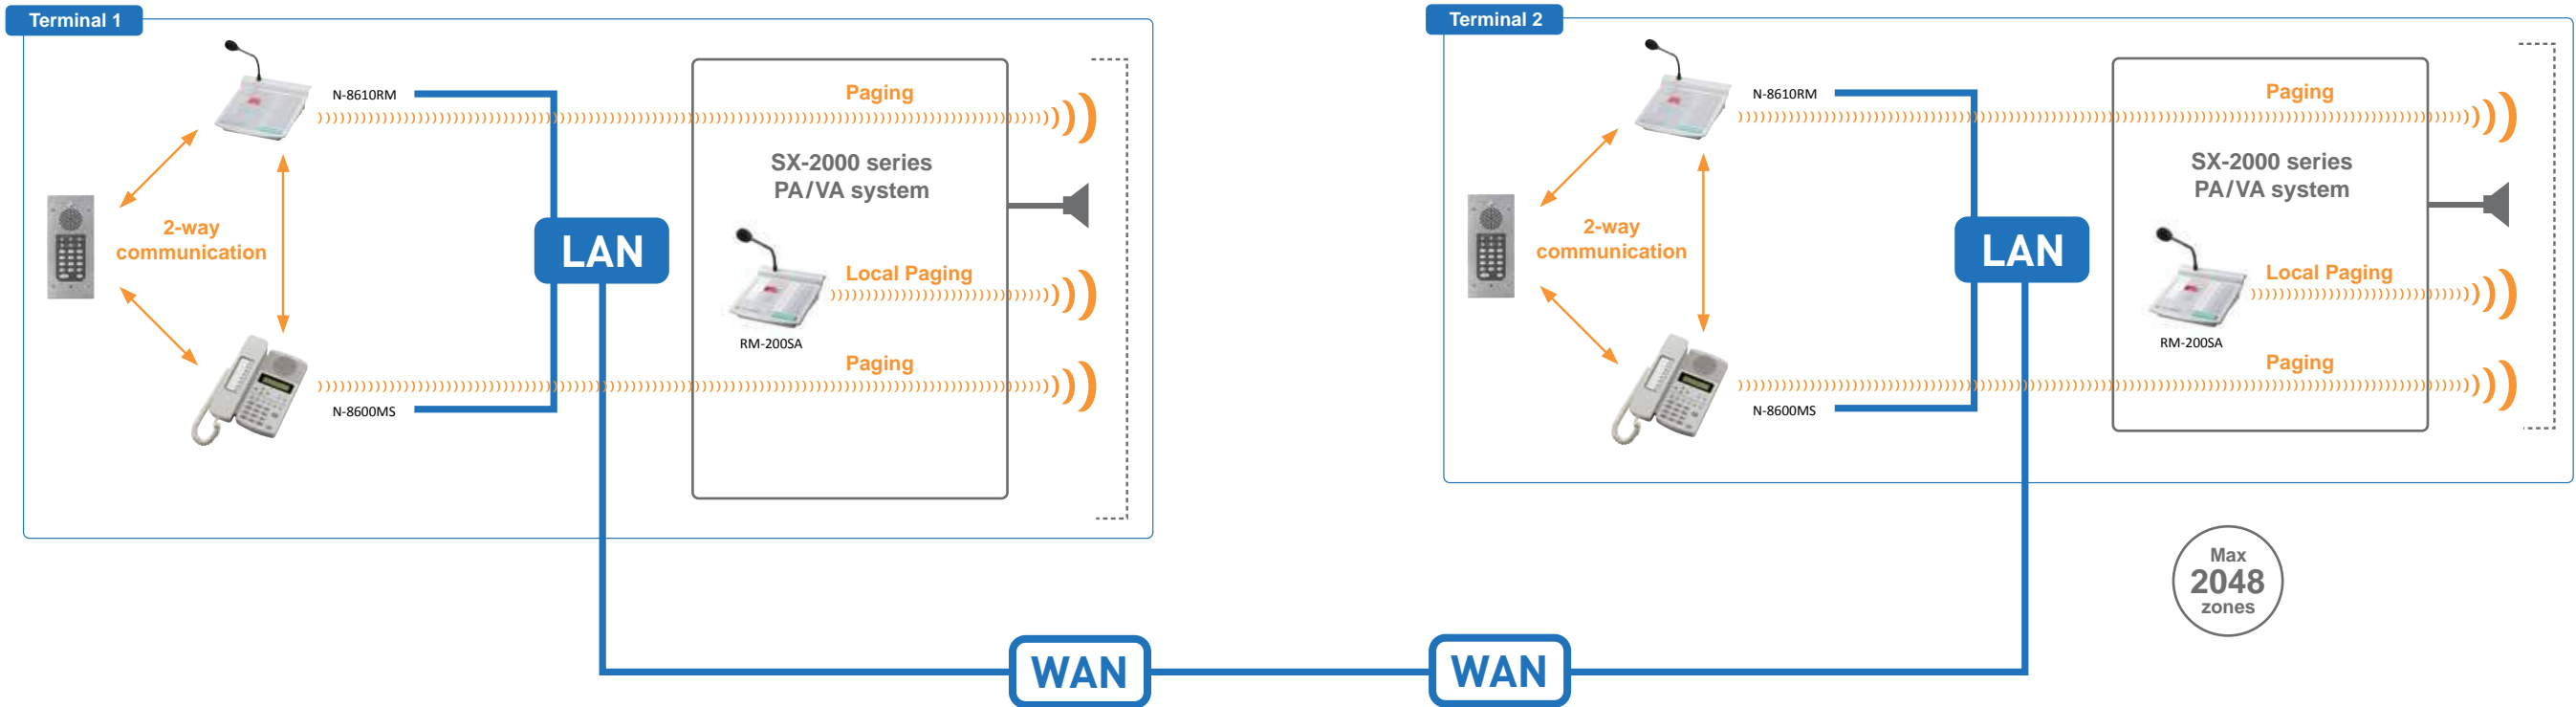 Terminal 1
N-8610RM
Paging
SX-2000 series
PA/VA system
2-way
communication
LAN
Local Paging
RM-200SA
Paging
N-8600MS
Terminal 2
N-8610RM
Paging
SX-2000 series
PA/VA system
2-way
communication
LAN
Local Paging
RM-200SA
Paging
N-8600MS
Max
2048
zones
WAN
WAN